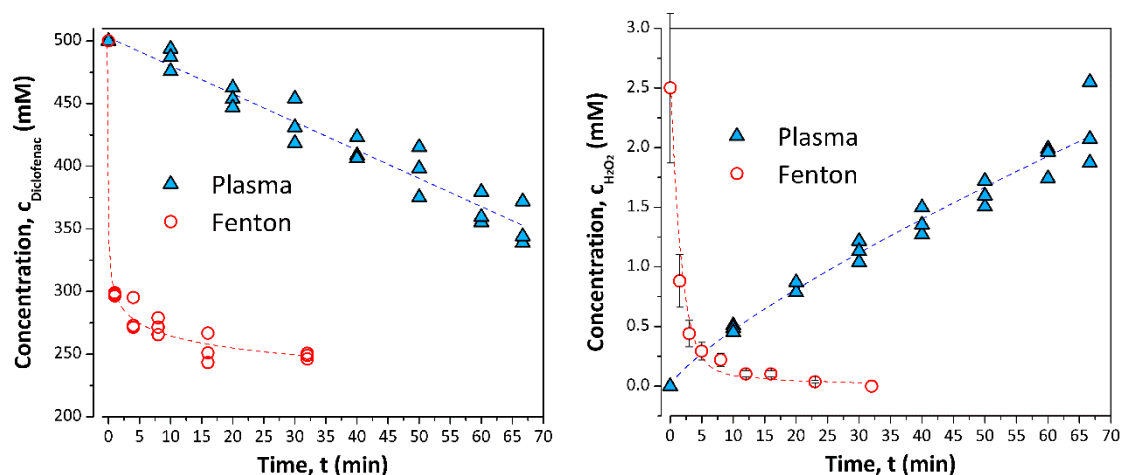 Concentration, c_Diclofenac (mM)
500
450
400
350
300
250
200
Plasma
Fenton
0 5 10 15 20 25 30 35 40 45 50 55 60 65 70
Time, t (min)
Concentration, c_H₂O₂ (mM)
3.0
2.5
2.0
1.5
1.0
0.5
0.0
Plasma
Fenton
0 5 10 15 20 25 30 35 40 45 50 55 60 65 70
Time, t (min)